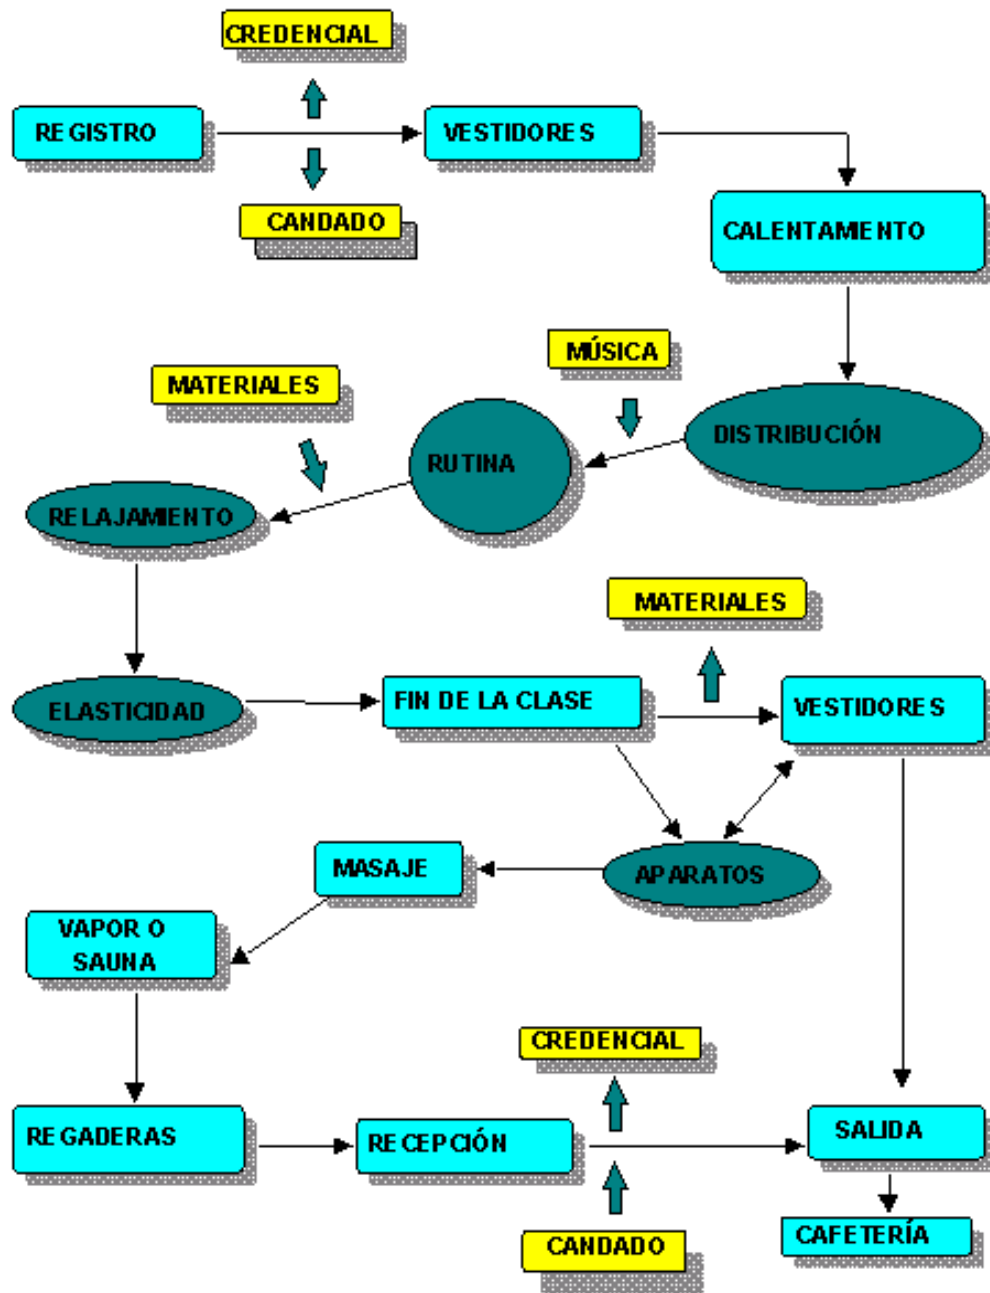 CREDENCIAL
REGISTRO
VESTIDORES
CANDADO
CALENTAMIENTO
MÚSICA
MATERIALES
DISTRIBUCIÓN
RUTINA
RELAJAMIENTO
MATERIALES
ELASTICIDAD
FIN DE LA CLASE
VESTIDORES
MASAJE
APARATOS
VAPOR O
SAUNA
CREDENCIAL
REGADERAS
RECEPCIÓN
SALIDA
CANDADO
CAFETERÍA